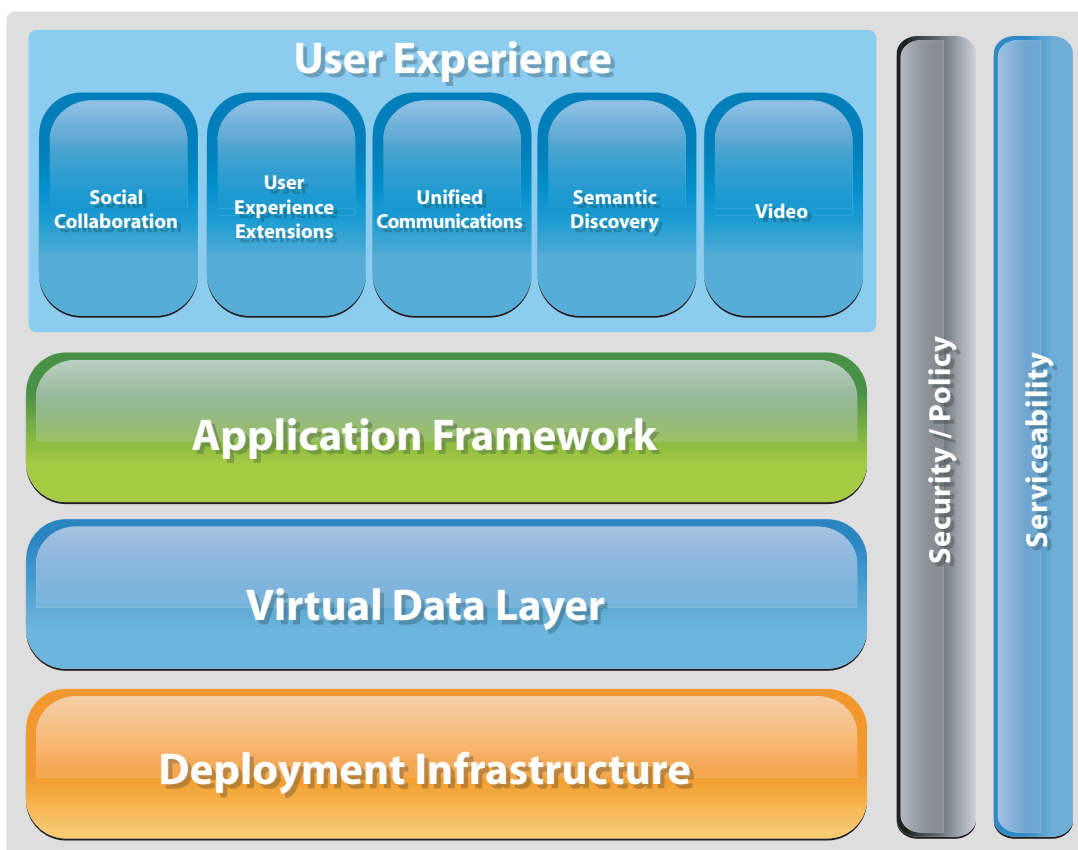 User Experience
Social
Collaboration
User
Experience
Extensions
Unified
Communications
Semantic
Discovery
Video
Application Framework
Virtual Data Layer
Deployment Infrastructure
Security / Policy
Serviceability